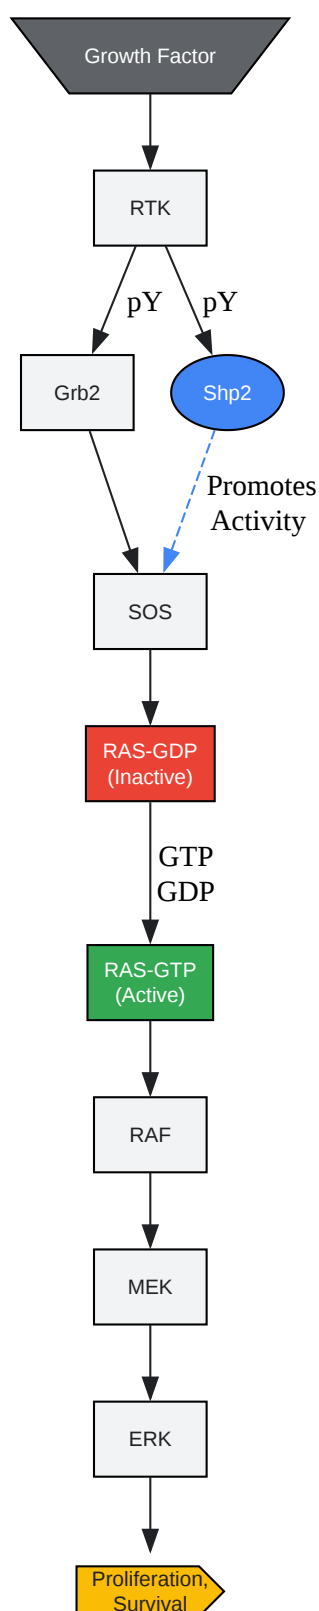 Growth Factor
RTK
pY
pY
Grb2
Shp2
Promotes
Activity
SOS
RAS-GDP
(Inactive)
GTP
GDP
RAS-GTP
(Active)
RAF
MEK
ERK
Proliferation,
Survival